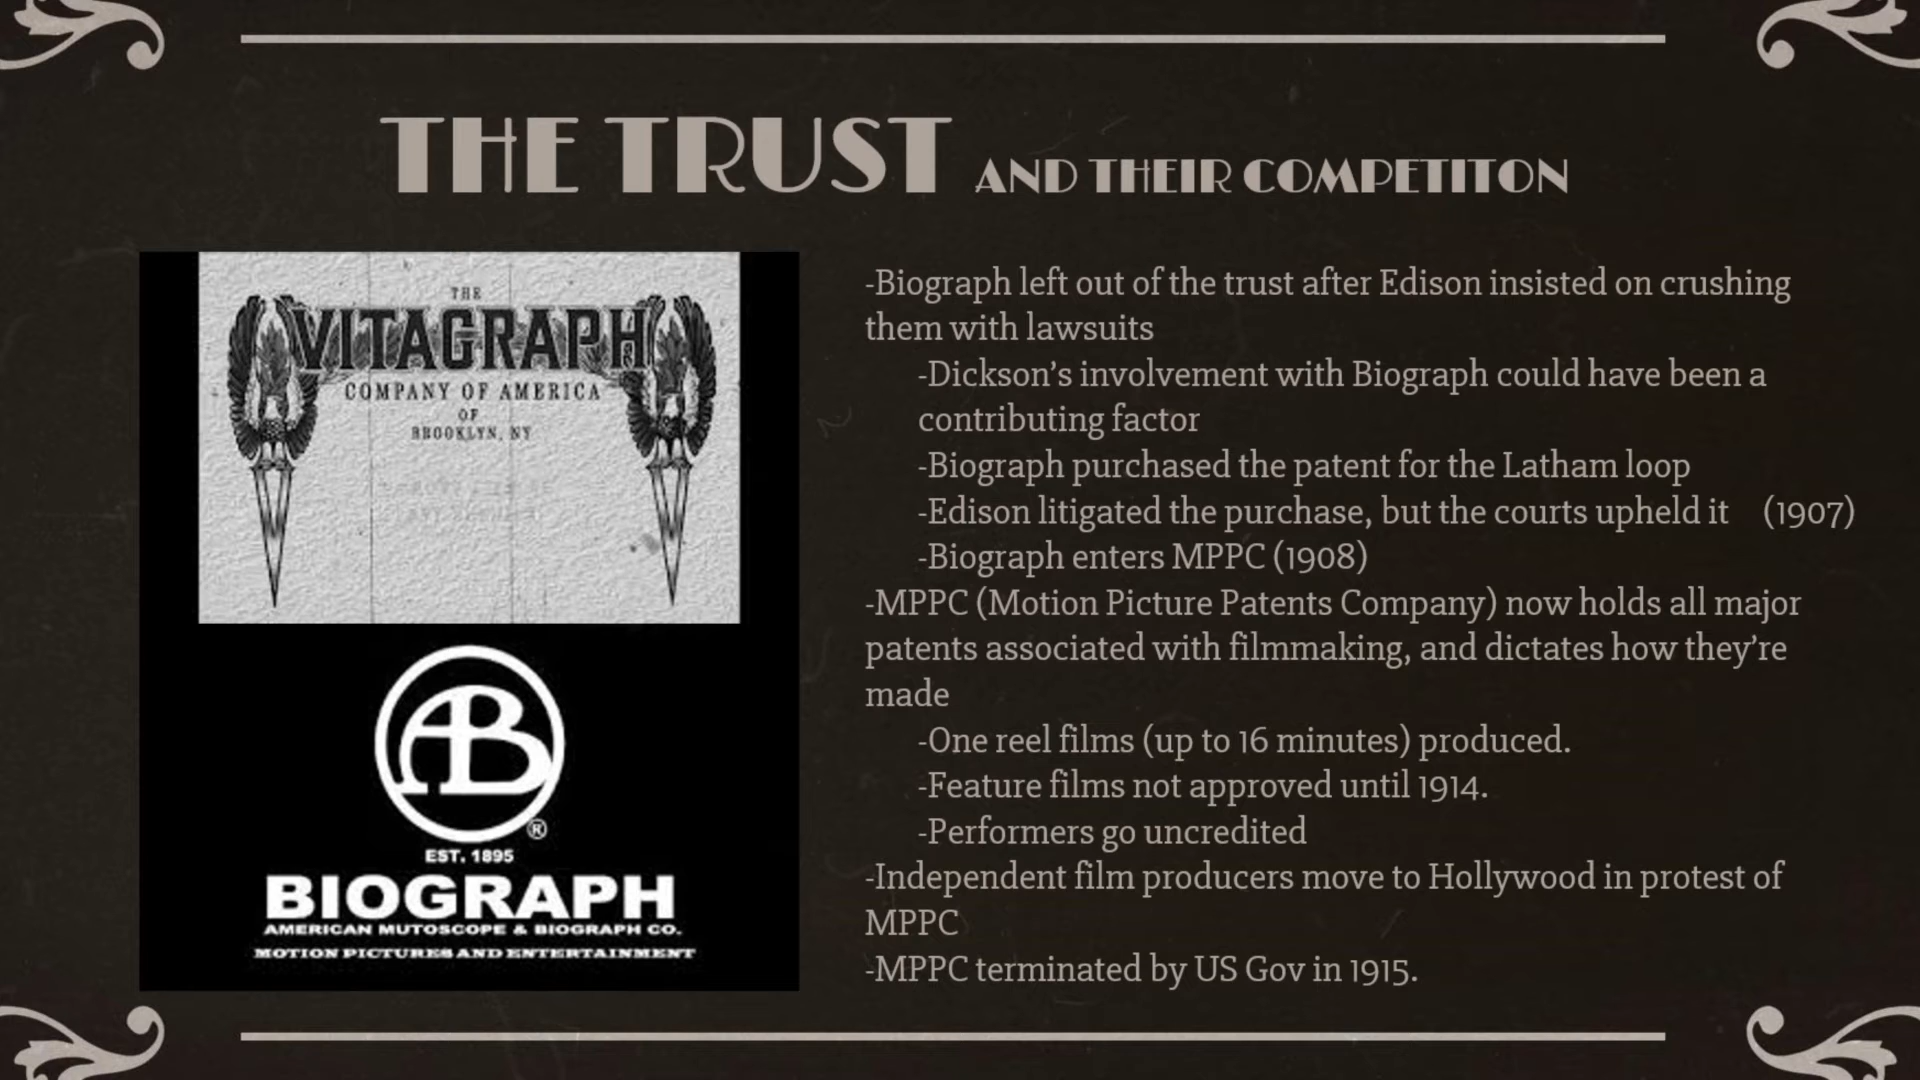 THE TRUST AND THEIR COMPETITON
THE
VITAGRAPH
COMPANY OF AMERICA
OF
BROOKLYN, NY
AB
®
EST. 1895
BIOGRAPH
AMERICAN MUTOSCOPE & BIOGRAPH CO.
MOTION PICTURES AND ENTERTAINMENT
-Biograph left out of the trust after Edison insisted on crushing
them with lawsuits
-Dickson’s involvement with Biograph could have been a
contributing factor
-Biograph purchased the patent for the Latham loop
-Edison litigated the purchase, but the courts upheld it (1907)
-Biograph enters MPPC (1908)
-MPPC (Motion Picture Patents Company) now holds all major
patents associated with filmmaking, and dictates how they’re
made
-One reel films (up to 16 minutes) produced.
-Feature films not approved until 1914.
-Performers go uncredited
-Independent film producers move to Hollywood in protest of
MPPC
-MPPC terminated by US Gov in 1915.